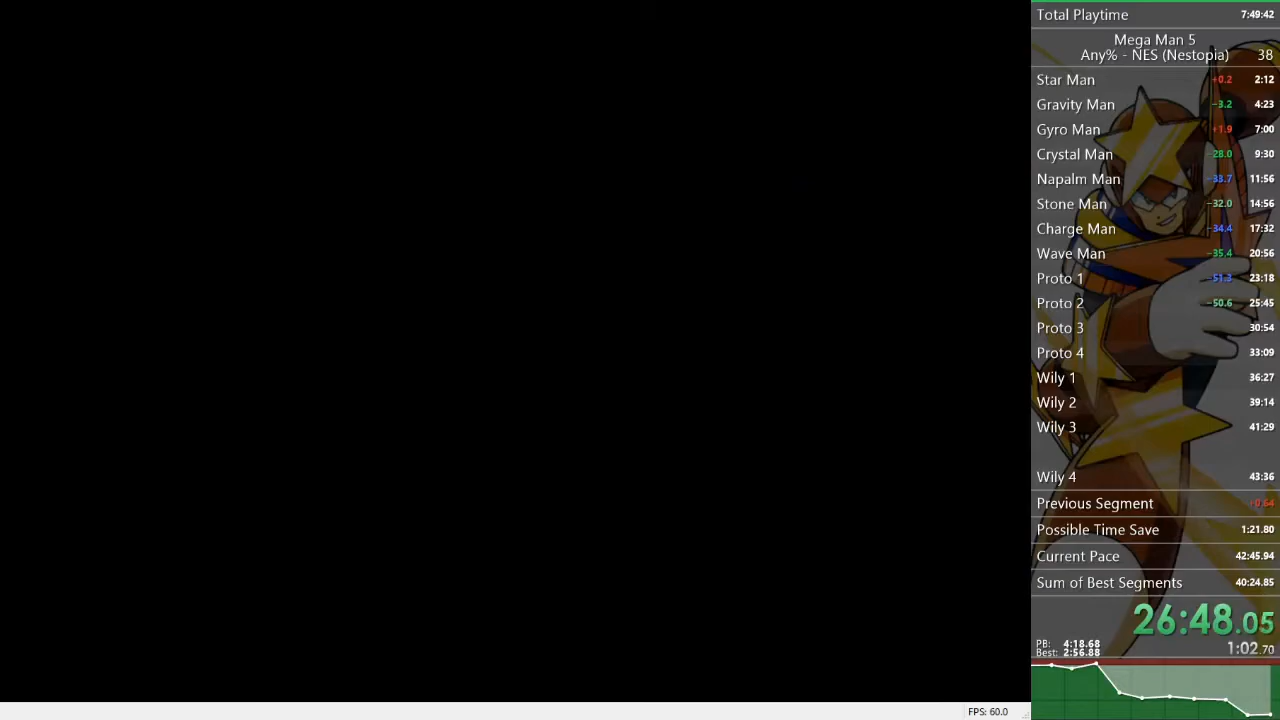 Total Playtime 7:49:42
Mega Man 5
Any% - NES (Nestopia) 38
Star Man +0.2 2:12
Gravity Man -3.2 4:23
Gyro Man +1.9 7:00
Crystal Man -28.0 9:30
Napalm Man -33.7 11:56
Stone Man -32.0 14:56
Charge Man -34.4 17:32
Wave Man -35.4 20:56
Proto 1 -51.3 23:18
Proto 2 -50.6 25:45
Proto 3 30:54
Proto 4 33:09
Wily 1 36:27
Wily 2 39:14
Wily 3 41:29
Wily 4 43:36
Previous Segment +0.64
Possible Time Save 1:21.80
Current Pace 42:45.94
Sum of Best Segments 40:24.85
26:48.05
PB: 4:18.68
Best: 2:56.88 1:02.70
FPS: 60.0